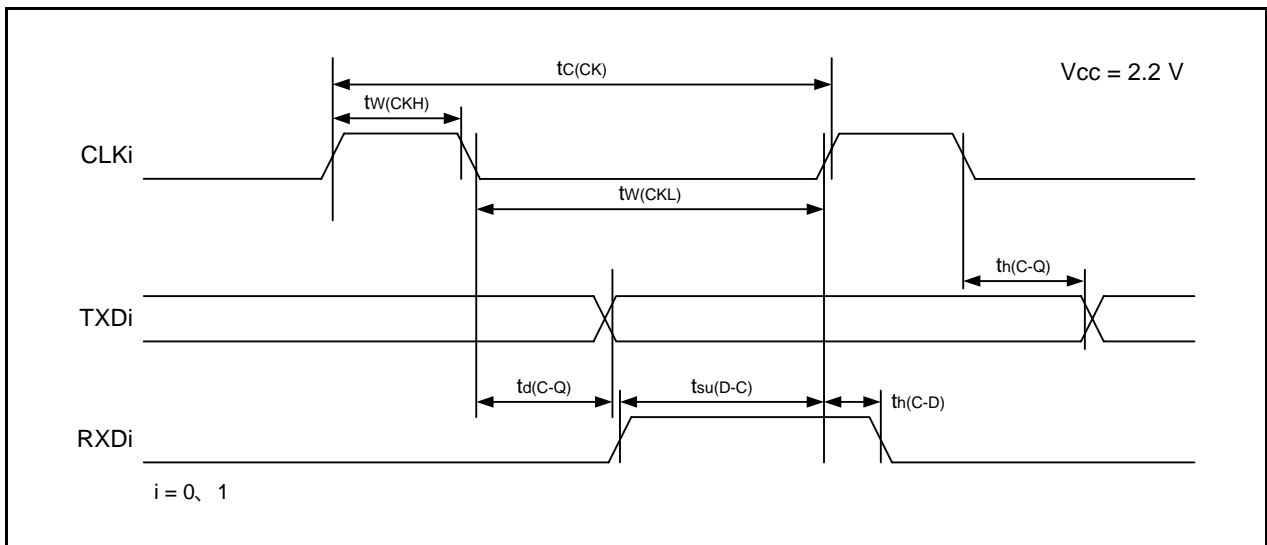 tC(CK)
Vcc = 2.2 V
tW(CKH)
CLKi
tW(CKL)
th(C-Q)
TXDi
td(C-Q)
tsu(D-C)
th(C-D)
RXDi
i = 0、1